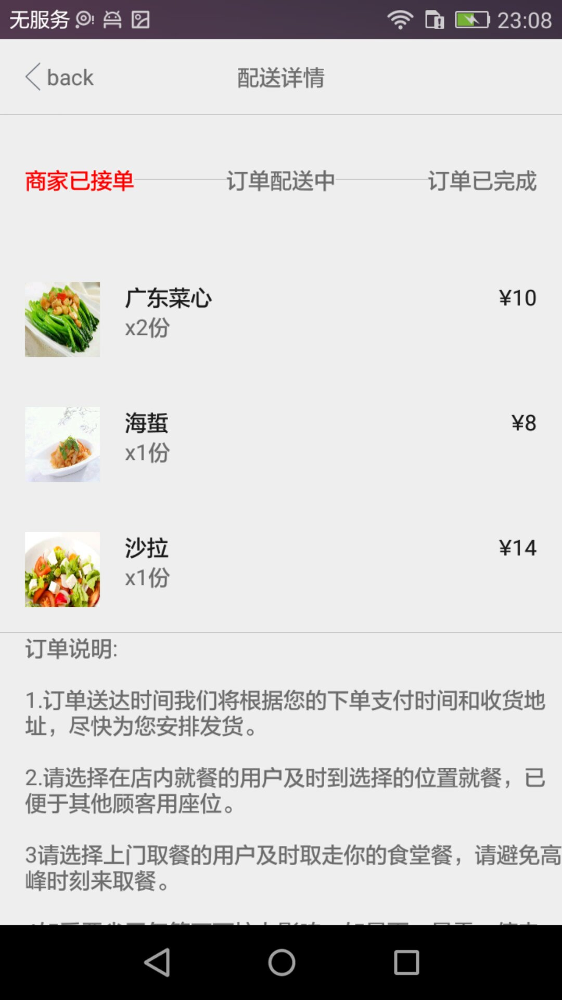 无服务 23:08
back 配送详情
商家已接单 订单配送中 订单已完成
广东菜心 ¥10
x2份
海蜇 ¥8
x1份
沙拉 ¥14
x1份
订单说明:
1.订单送达时间我们将根据您的下单支付时间和收货地
址，尽快为您安排发货。
2.请选择在店内就餐的用户及时到选择的位置就餐，已
便于其他顾客用座位。
3请选择上门取餐的用户及时取走你的食堂餐，请避免高
峰时刻来取餐。